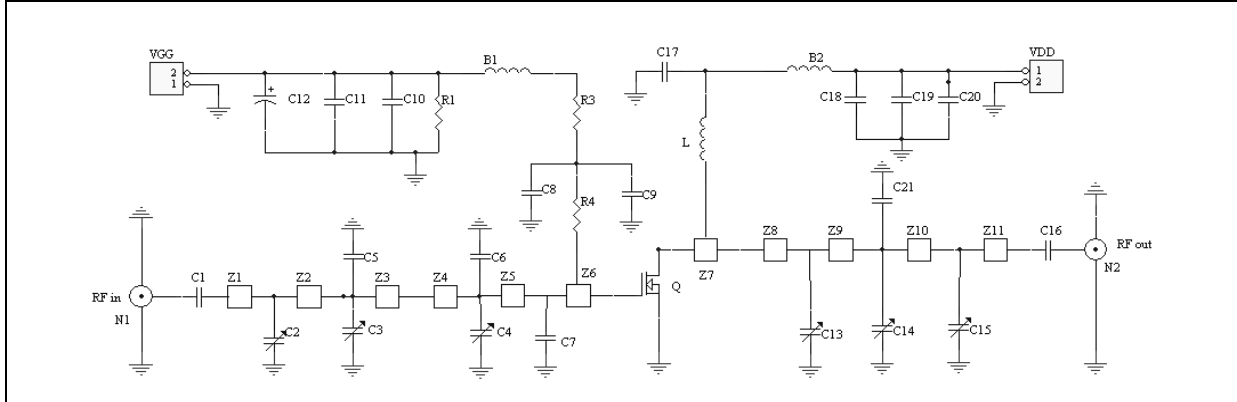 VGG
2
1
C12
+
C11
C10
R1
B1
R3
C8
C9
R4
C17
B2
L
C18
C19
C20
VDD
1
2
C21
RF in
N1
C1
Z1
C2
Z2
C5
C3
Z3
Z4
C6
C4
Z5
C7
Z6
Q
Z7
Z8
C13
Z9
C14
Z10
C15
Z11
C16
RF out
N2